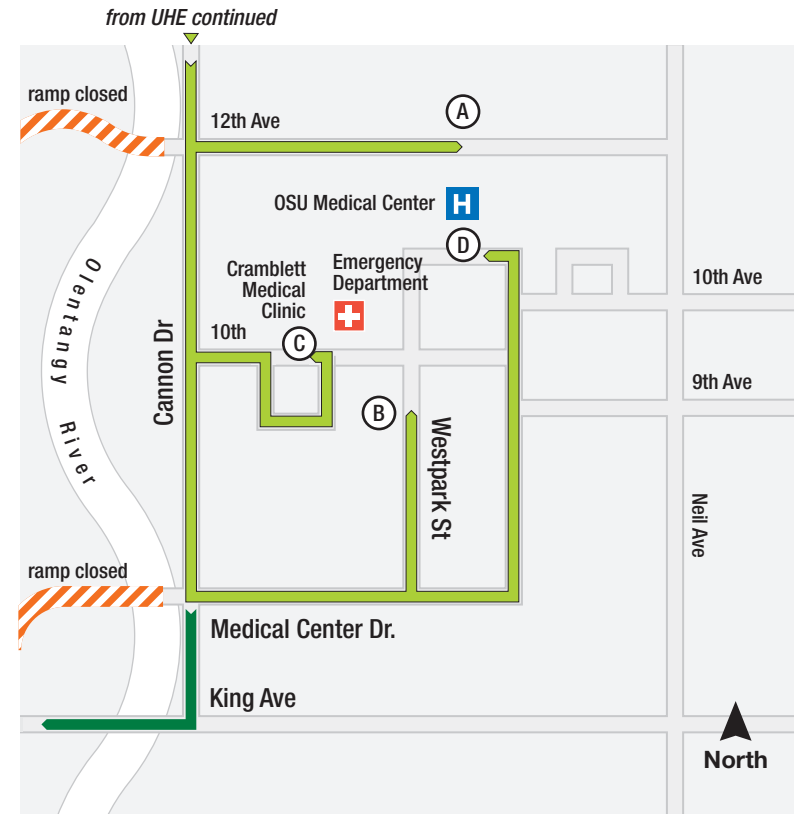 from UHE continued
ramp closed
12th Ave
A
OSU Medical Center H
D
Cramblett
Medical
Clinic
Emergency
Department
10th Ave
10th
C
9th Ave
B
Olentangy
River
Cannon Dr
Westpark St
Neil Ave
ramp closed
Medical Center Dr.
King Ave
North